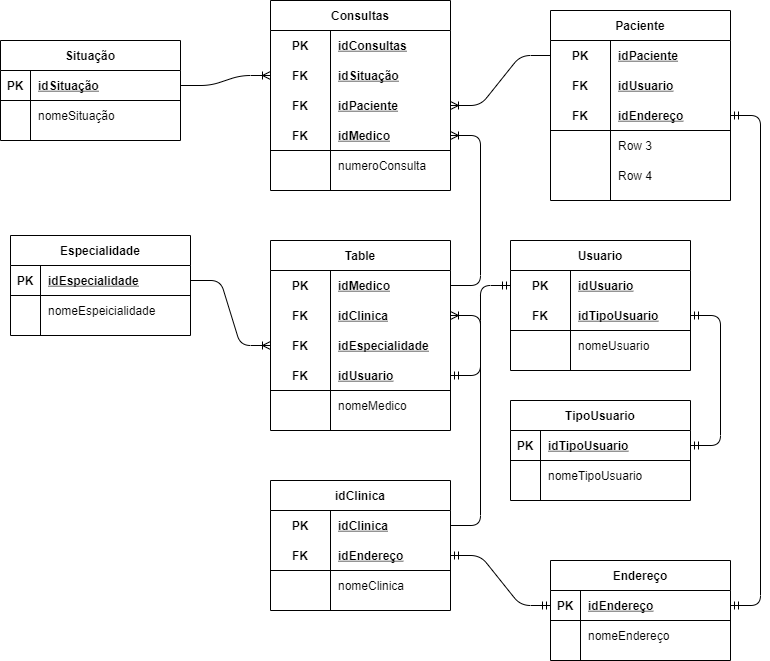 Situação
PK idSituação
nomeSituação
Consultas
PK idConsultas
FK idSituação
FK idPaciente
FK idMedico
numeroConsulta
Paciente
PK idPaciente
FK idUsuario
FK idEndereço
Row 3
Row 4
Especialidade
PK idEspecialidade
nomeEspeicialidade
Table
PK idMedico
FK idClinica
FK idEspecialidade
FK idUsuario
nomeMedico
Usuario
PK idUsuario
FK idTipoUsuario
nomeUsuario
TipoUsuario
PK idTipoUsuario
nomeTipoUsuario
idClinica
PK idClinica
FK idEndereço
nomeClinica
Endereço
PK idEndereço
nomeEndereço